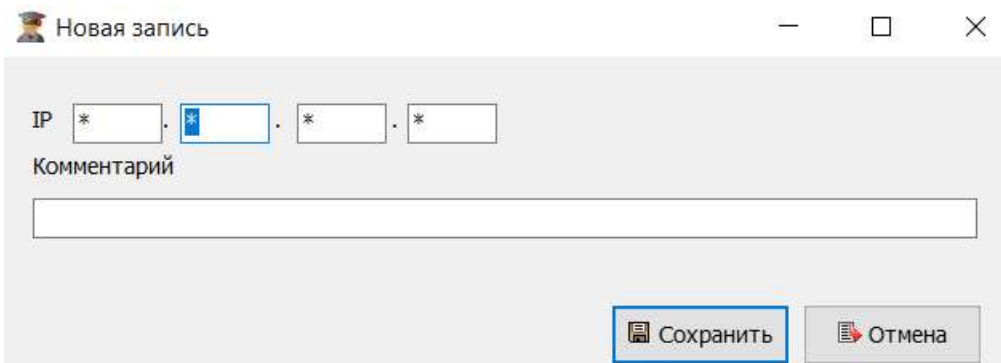 Новая запись
IP * . * . * . *
Комментарий
Сохранить Отмена